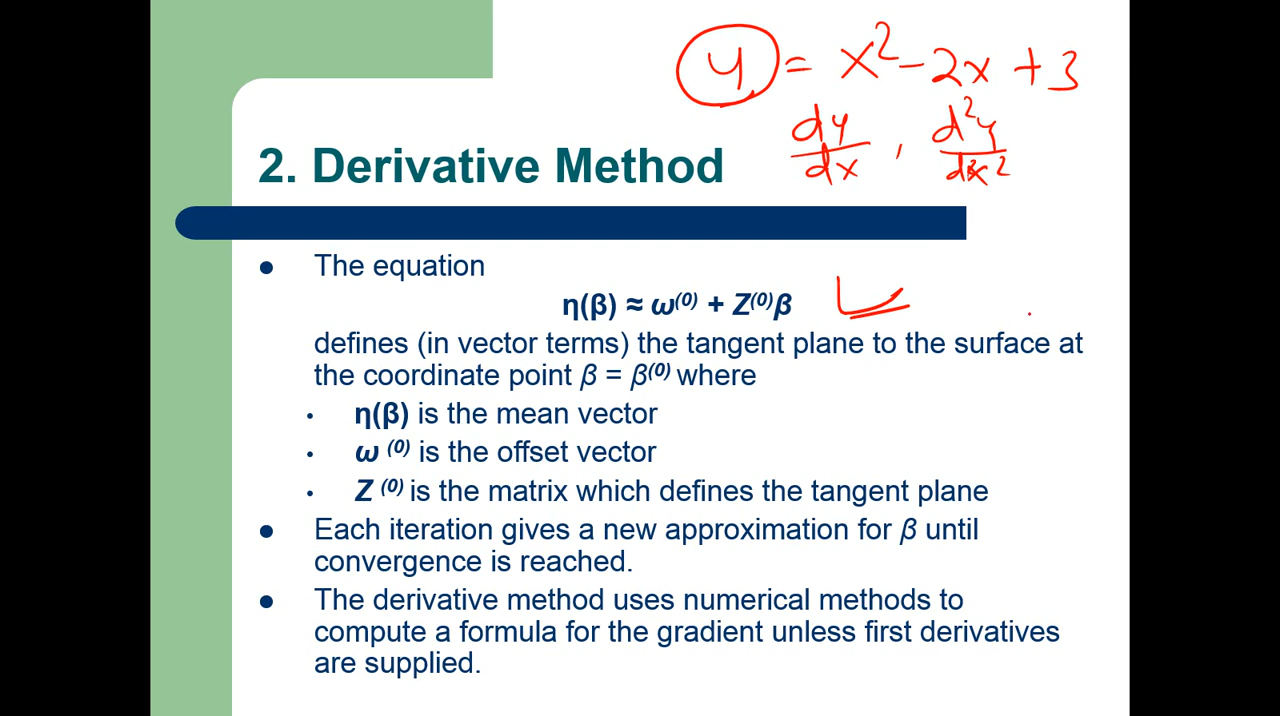 y = x² - 2x + 3
dy/dx , d²y/dx²
2. Derivative Method
● The equation
η(β) ≈ ω⁽⁰⁾ + Z⁽⁰⁾β
defines (in vector terms) the tangent plane to the surface at
the coordinate point β = β⁽⁰⁾ where
• η(β) is the mean vector
• ω ⁽⁰⁾ is the offset vector
• Z ⁽⁰⁾ is the matrix which defines the tangent plane
● Each iteration gives a new approximation for β until
convergence is reached.
● The derivative method uses numerical methods to
compute a formula for the gradient unless first derivatives
are supplied.